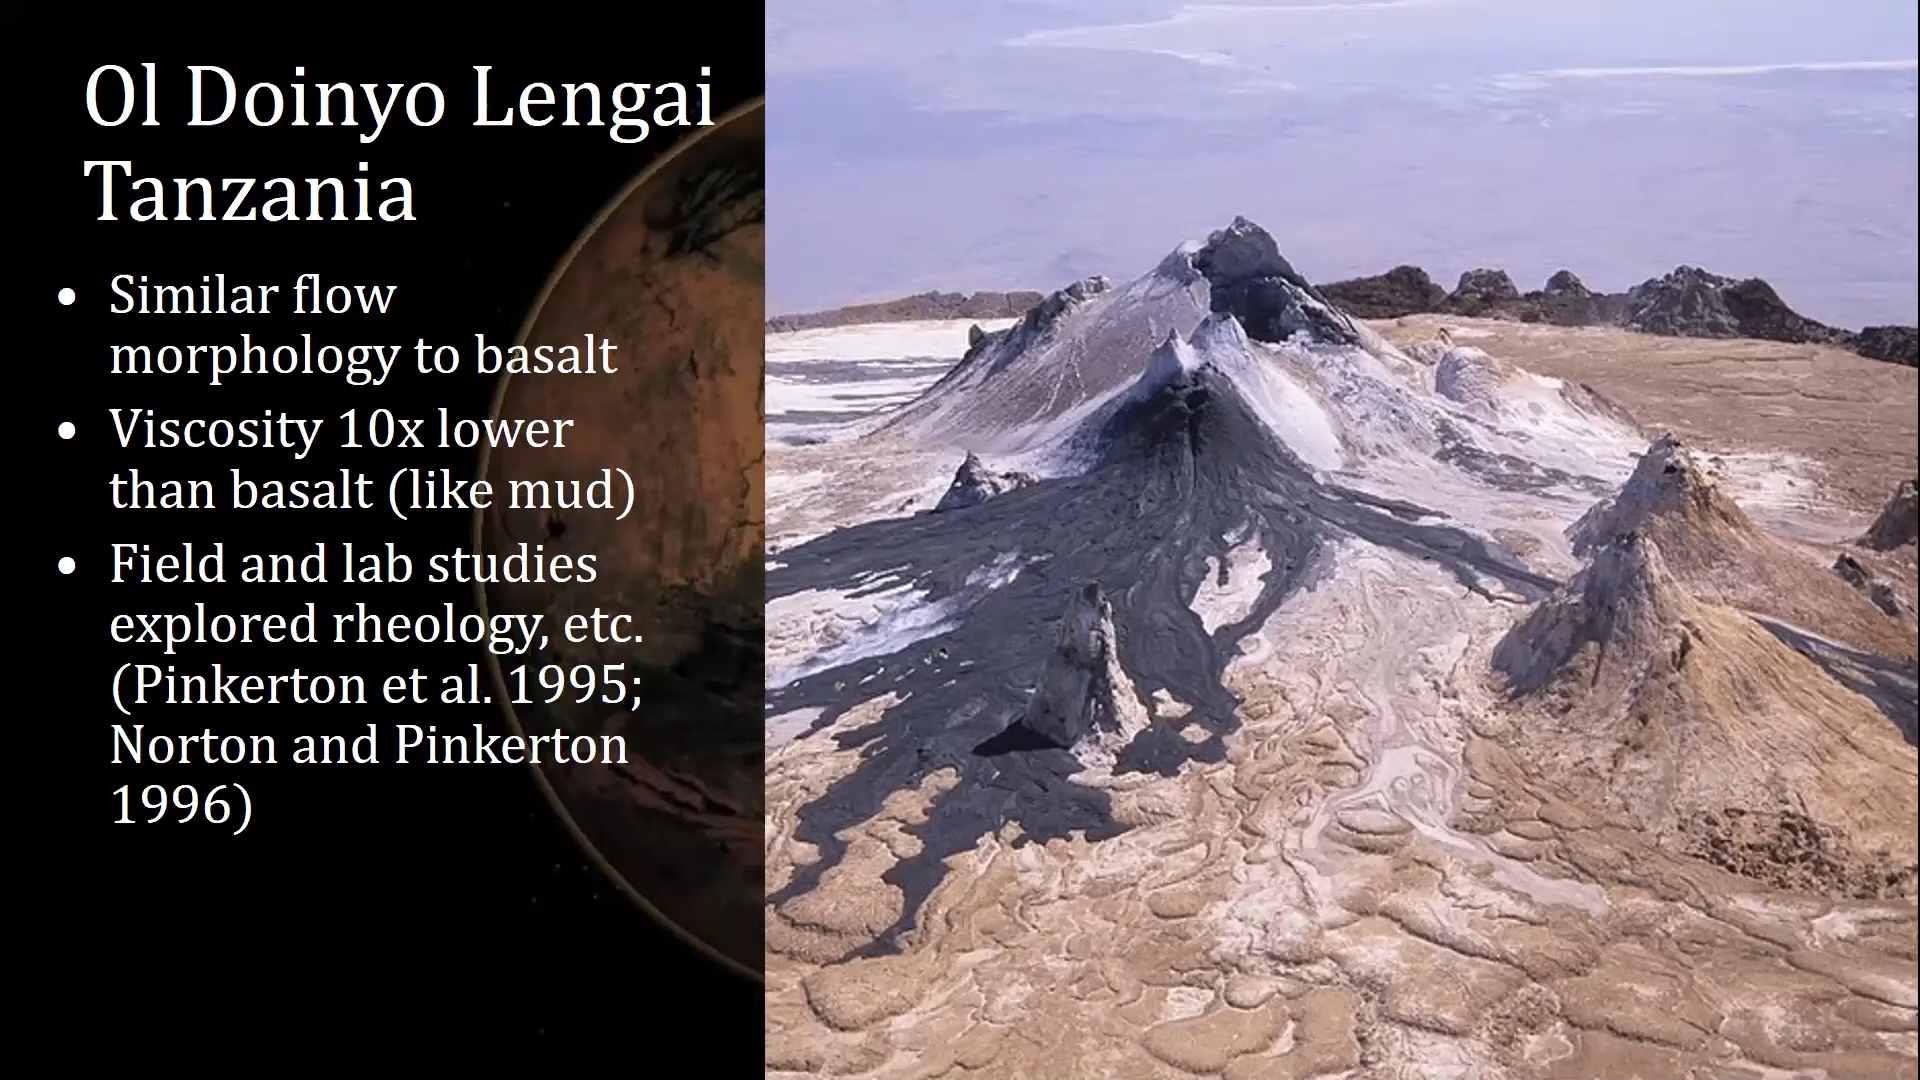 Ol Doinyo Lengai
Tanzania
• Similar flow
morphology to basalt
• Viscosity 10x lower
than basalt (like mud)
• Field and lab studies
explored rheology, etc.
(Pinkerton et al. 1995;
Norton and Pinkerton
1996)